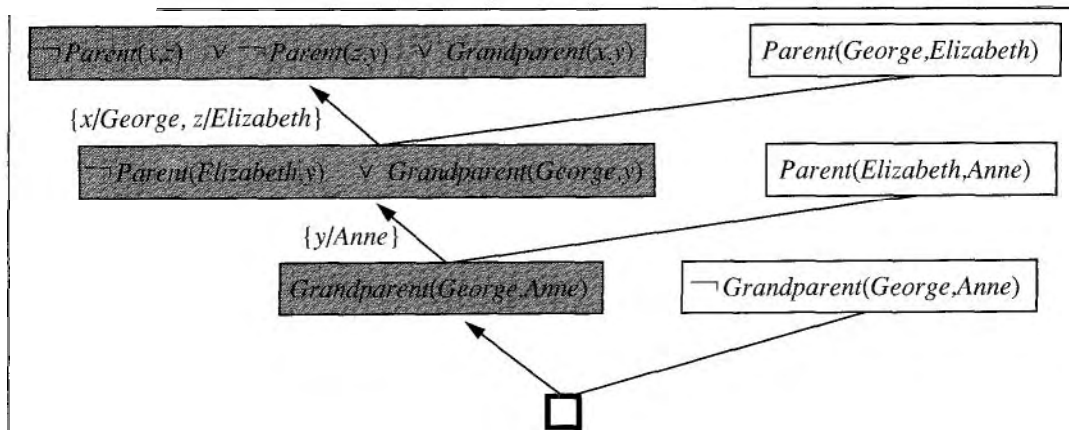 ¬Parent(x,z) ∨ ¬Parent(z,y) ∨ Grandparent(x,y)
Parent(George,Elizabeth)
{x/George, z/Elizabeth}
¬Parent(Elizabeth,y) ∨ Grandparent(George,y)
Parent(Elizabeth,Anne)
{y/Anne}
Grandparent(George,Anne)
¬Grandparent(George,Anne)